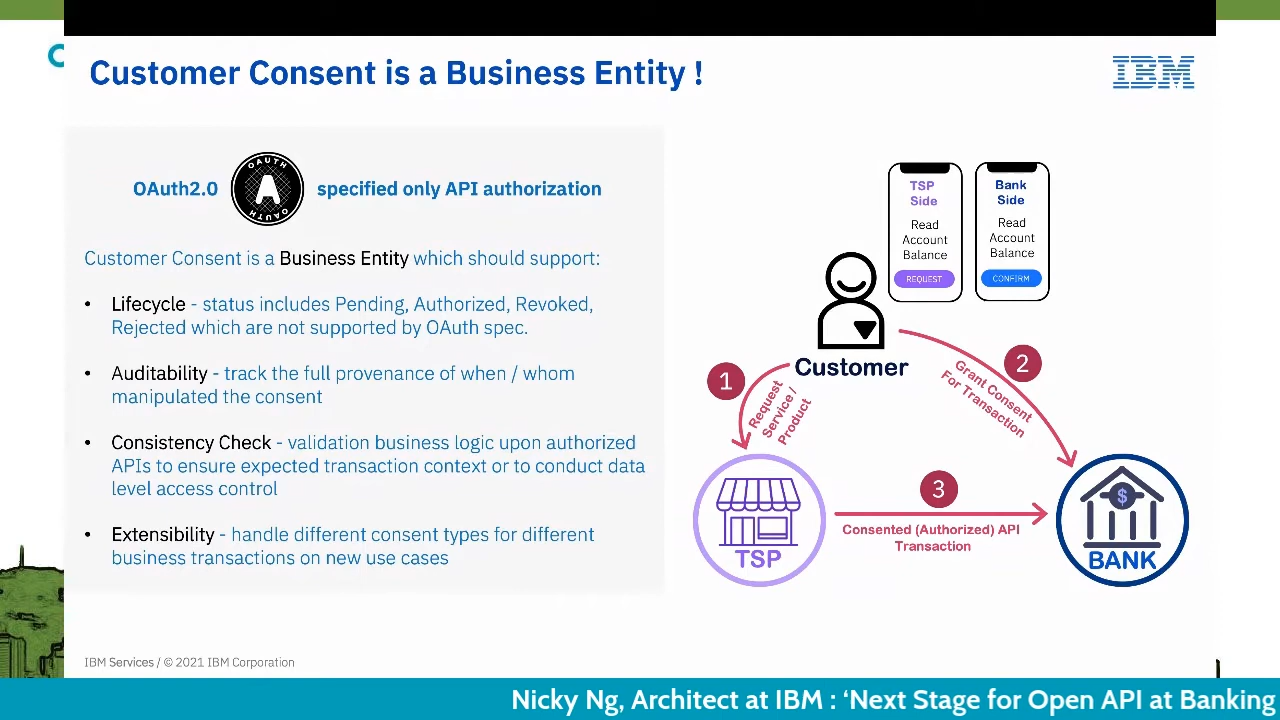 Customer Consent is a Business Entity !
IBM
OAuth2.0
OAUTH
A
OAUTH
specified only API authorization
Customer Consent is a Business Entity which should support:
• Lifecycle - status includes Pending, Authorized, Revoked,
Rejected which are not supported by OAuth spec.
• Auditability - track the full provenance of when / whom
manipulated the consent
• Consistency Check - validation business logic upon authorized
APIs to ensure expected transaction context or to conduct data
level access control
• Extensibility - handle different consent types for different
business transactions on new use cases
TSP
Side
Read
Account
Balance
REQUEST
Bank
Side
Read
Account
Balance
CONFIRM
Customer
1
Request
Service /
Product
2
Grant Consent
For Transaction
3
Consented (Authorized) API
Transaction
TSP
$
BANK
IBM Services / © 2021 IBM Corporation
Nicky Ng, Architect at IBM : ‘Next Stage for Open API at Banking